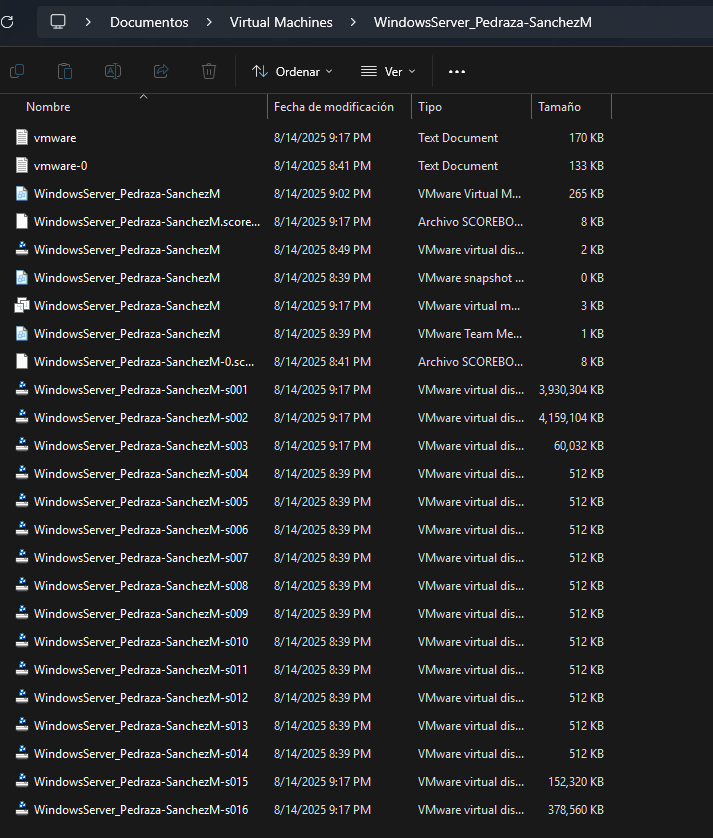 Documentos > Virtual Machines > WindowsServer_Pedraza-SanchezM
Ordenar Ver
Nombre Fecha de modificación Tipo Tamaño
vmware 8/14/2025 9:17 PM Text Document 170 KB
vmware-0 8/14/2025 8:41 PM Text Document 133 KB
WindowsServer_Pedraza-SanchezM 8/14/2025 9:02 PM VMware Virtual M... 265 KB
WindowsServer_Pedraza-SanchezM.score... 8/14/2025 9:17 PM Archivo SCOREBO... 8 KB
WindowsServer_Pedraza-SanchezM 8/14/2025 8:49 PM VMware virtual dis... 2 KB
WindowsServer_Pedraza-SanchezM 8/14/2025 8:39 PM VMware snapshot ... 0 KB
WindowsServer_Pedraza-SanchezM 8/14/2025 9:17 PM VMware virtual m... 3 KB
WindowsServer_Pedraza-SanchezM 8/14/2025 8:39 PM VMware Team Me... 1 KB
WindowsServer_Pedraza-SanchezM-0.sc... 8/14/2025 8:41 PM Archivo SCOREBO... 8 KB
WindowsServer_Pedraza-SanchezM-s001 8/14/2025 9:17 PM VMware virtual dis... 3,930,304 KB
WindowsServer_Pedraza-SanchezM-s002 8/14/2025 9:17 PM VMware virtual dis... 4,159,104 KB
WindowsServer_Pedraza-SanchezM-s003 8/14/2025 9:17 PM VMware virtual dis... 60,032 KB
WindowsServer_Pedraza-SanchezM-s004 8/14/2025 8:39 PM VMware virtual dis... 512 KB
WindowsServer_Pedraza-SanchezM-s005 8/14/2025 8:39 PM VMware virtual dis... 512 KB
WindowsServer_Pedraza-SanchezM-s006 8/14/2025 8:39 PM VMware virtual dis... 512 KB
WindowsServer_Pedraza-SanchezM-s007 8/14/2025 8:39 PM VMware virtual dis... 512 KB
WindowsServer_Pedraza-SanchezM-s008 8/14/2025 8:39 PM VMware virtual dis... 512 KB
WindowsServer_Pedraza-SanchezM-s009 8/14/2025 8:39 PM VMware virtual dis... 512 KB
WindowsServer_Pedraza-SanchezM-s010 8/14/2025 8:39 PM VMware virtual dis... 512 KB
WindowsServer_Pedraza-SanchezM-s011 8/14/2025 8:39 PM VMware virtual dis... 512 KB
WindowsServer_Pedraza-SanchezM-s012 8/14/2025 8:39 PM VMware virtual dis... 512 KB
WindowsServer_Pedraza-SanchezM-s013 8/14/2025 8:39 PM VMware virtual dis... 512 KB
WindowsServer_Pedraza-SanchezM-s014 8/14/2025 8:39 PM VMware virtual dis... 512 KB
WindowsServer_Pedraza-SanchezM-s015 8/14/2025 9:17 PM VMware virtual dis... 152,320 KB
WindowsServer_Pedraza-SanchezM-s016 8/14/2025 9:17 PM VMware virtual dis... 378,560 KB